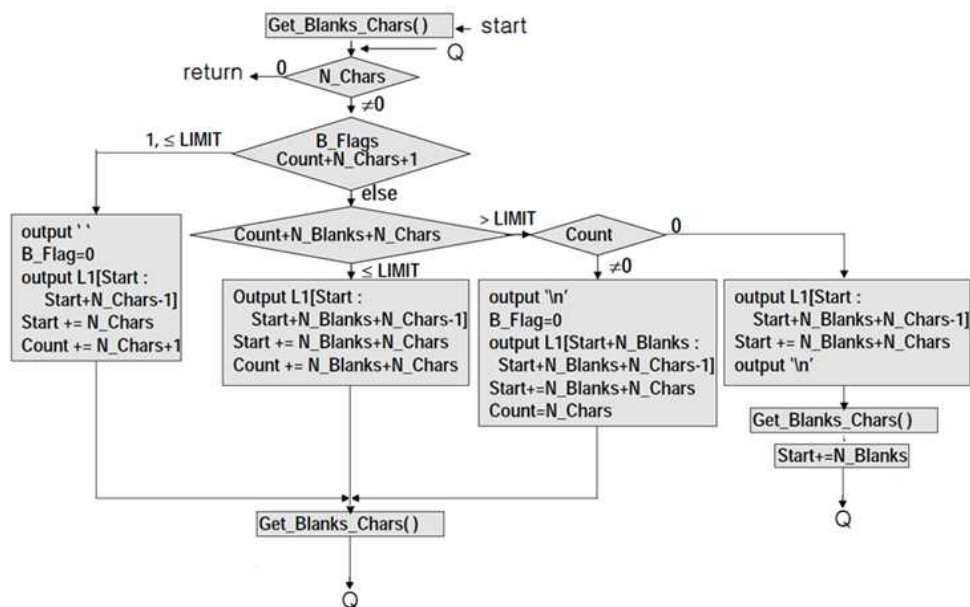 Get_Blanks_Chars( )
start
Q
return
0
N_Chars
≠0
1, ≤ LIMIT
B_Flags
Count+N_Chars+1
else
Count+N_Blanks+N_Chars
> LIMIT
Count
0
≤ LIMIT
≠0
output ' '
B_Flag=0
output L1[Start :
Start+N_Chars-1]
Start += N_Chars
Count += N_Chars+1
Output L1[Start :
Start+N_Blanks+N_Chars-1]
Start += N_Blanks+N_Chars
Count += N_Blanks+N_Chars
output '\n'
B_Flag=0
output L1[Start+N_Blanks :
Start+N_Blanks+N_Chars-1]
Start+=N_Blanks+N_Chars
Count=N_Chars
output L1[Start :
Start+N_Blanks+N_Chars-1]
Start += N_Blanks+N_Chars
output '\n'
Get_Blanks_Chars( )
Start+=N_Blanks
Q
Get_Blanks_Chars( )
Q